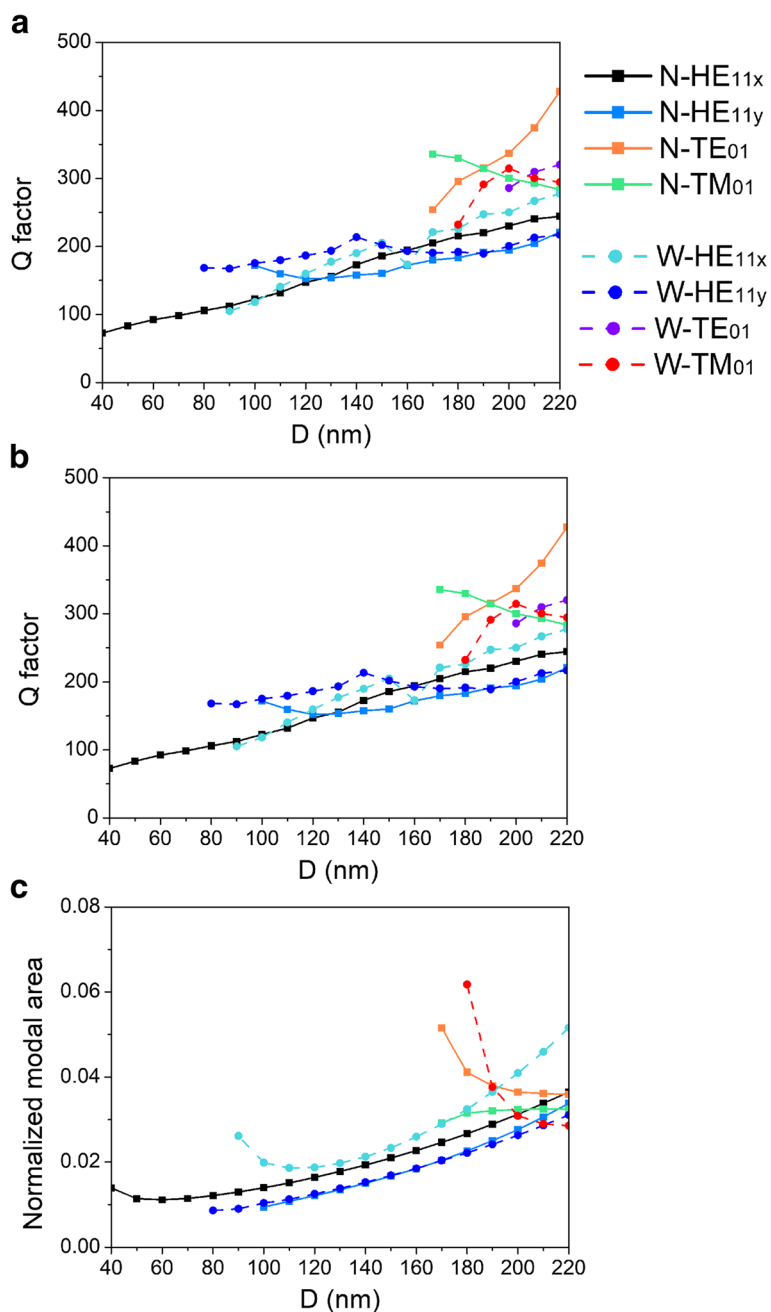 a
500
400
300
200
100
0
Q factor
40 60 80 100 120 140 160 180 200 220
D (nm)
N-HE11x
N-HE11y
N-TE01
N-TM01
W-HE11x
W-HE11y
W-TE01
W-TM01
b
500
400
300
200
100
0
Q factor
40 60 80 100 120 140 160 180 200 220
D (nm)
c
0.08
0.06
0.04
0.02
0.00
Normalized modal area
40 60 80 100 120 140 160 180 200 220
D (nm)